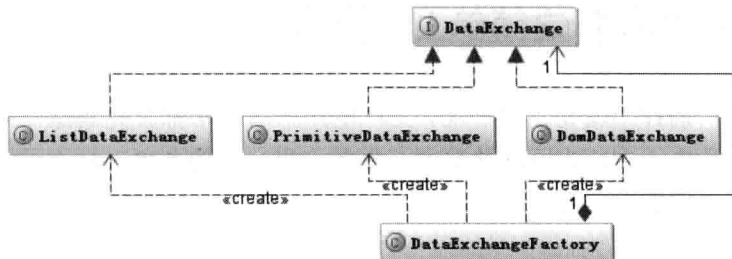 I DataExchange
1
C ListDataExchange
C PrimitiveDataExchange
C DomDataExchange
«create»
«create»
«create»
1
C DataExchangeFactory